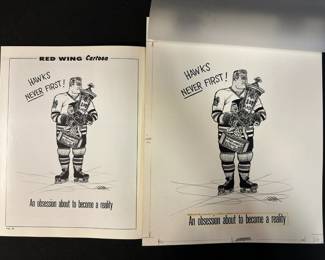 RED WING Cartoon
HAWKS
NEVER FIRST!
An obsession about to become a reality
HAWKS
NEVER FIRST!
An obsession about to become a reality